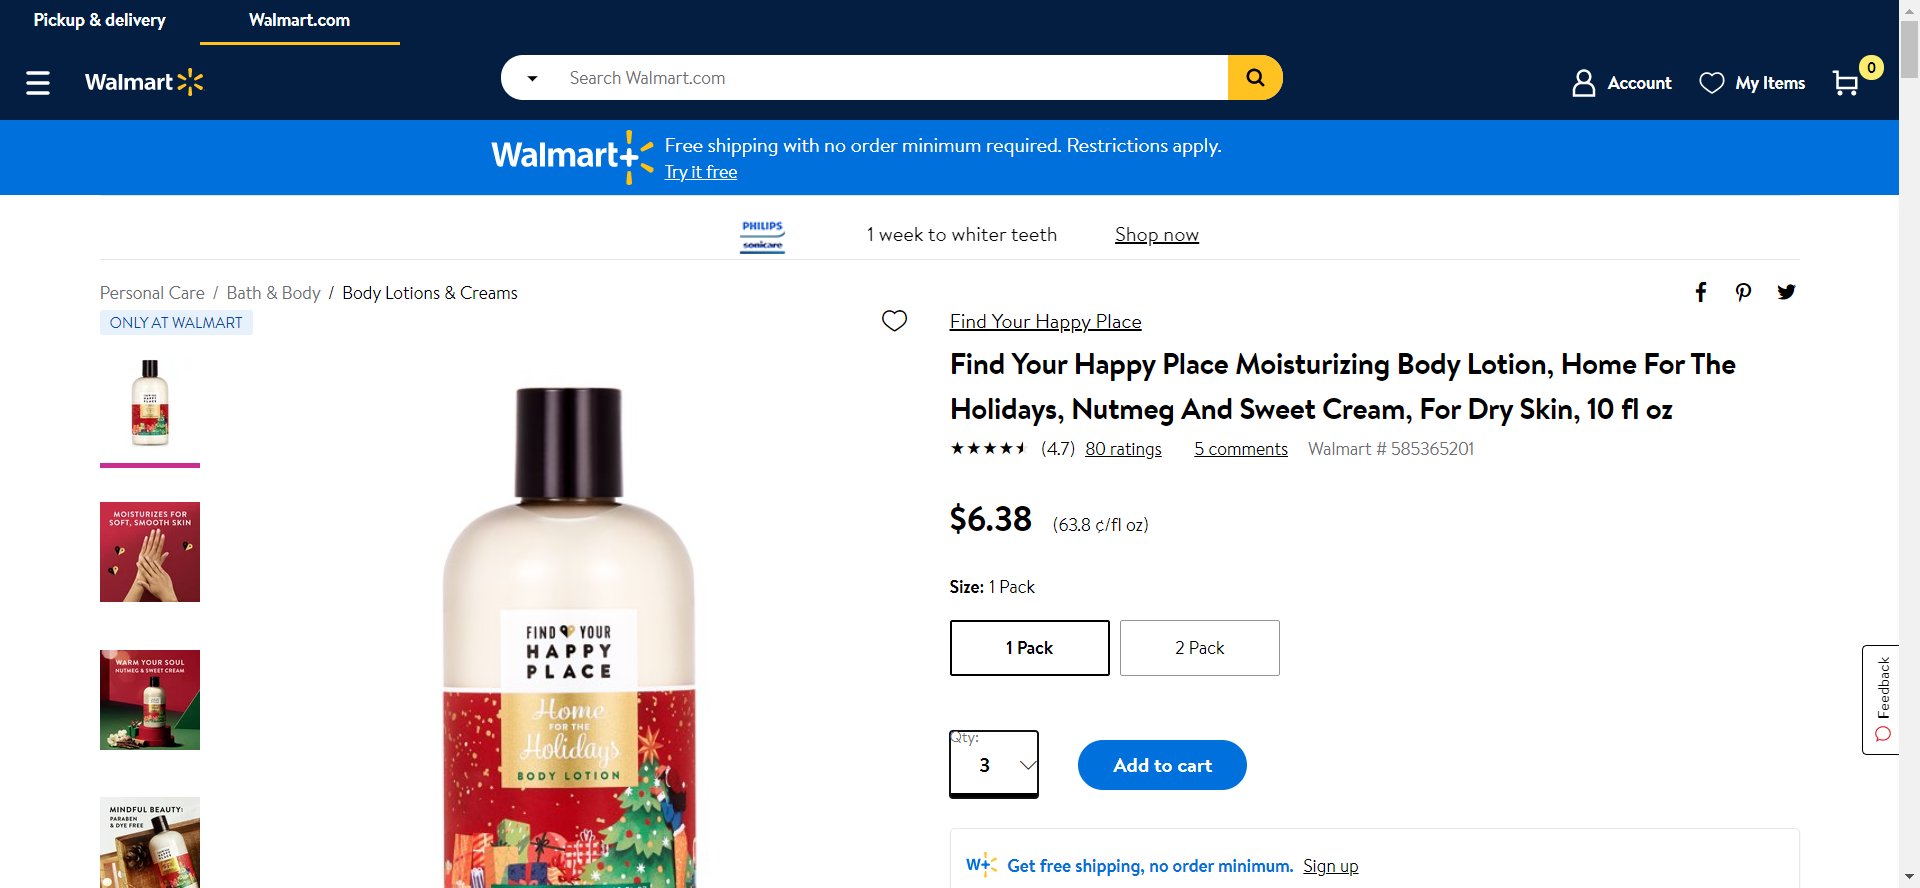 Pickup & delivery
Walmart.com
Walmart
Search Walmart.com
Account
My Items
0
Walmart+
Free shipping with no order minimum required. Restrictions apply.
Try it free
PHILIPS
sonicare
1 week to whiter teeth
Shop now
Personal Care / Bath & Body / Body Lotions & Creams
ONLY AT WALMART
MOISTURIZES FOR
SOFT, SMOOTH SKIN
WARM YOUR SOUL
NUTMEG & SWEET CREAM
MINDFUL BEAUTY:
PARABEN
& DYE FREE
FIND YOUR
HAPPY
PLACE
Home
FOR THE
Holidays
BODY LOTION
Find Your Happy Place
Find Your Happy Place Moisturizing Body Lotion, Home For The
Holidays, Nutmeg And Sweet Cream, For Dry Skin, 10 fl oz
(4.7) 80 ratings 5 comments Walmart # 585365201
$6.38 (63.8 ¢/fl oz)
Size: 1 Pack
1 Pack
2 Pack
Qty:
3
Add to cart
W+ Get free shipping, no order minimum. Sign up
Feedback